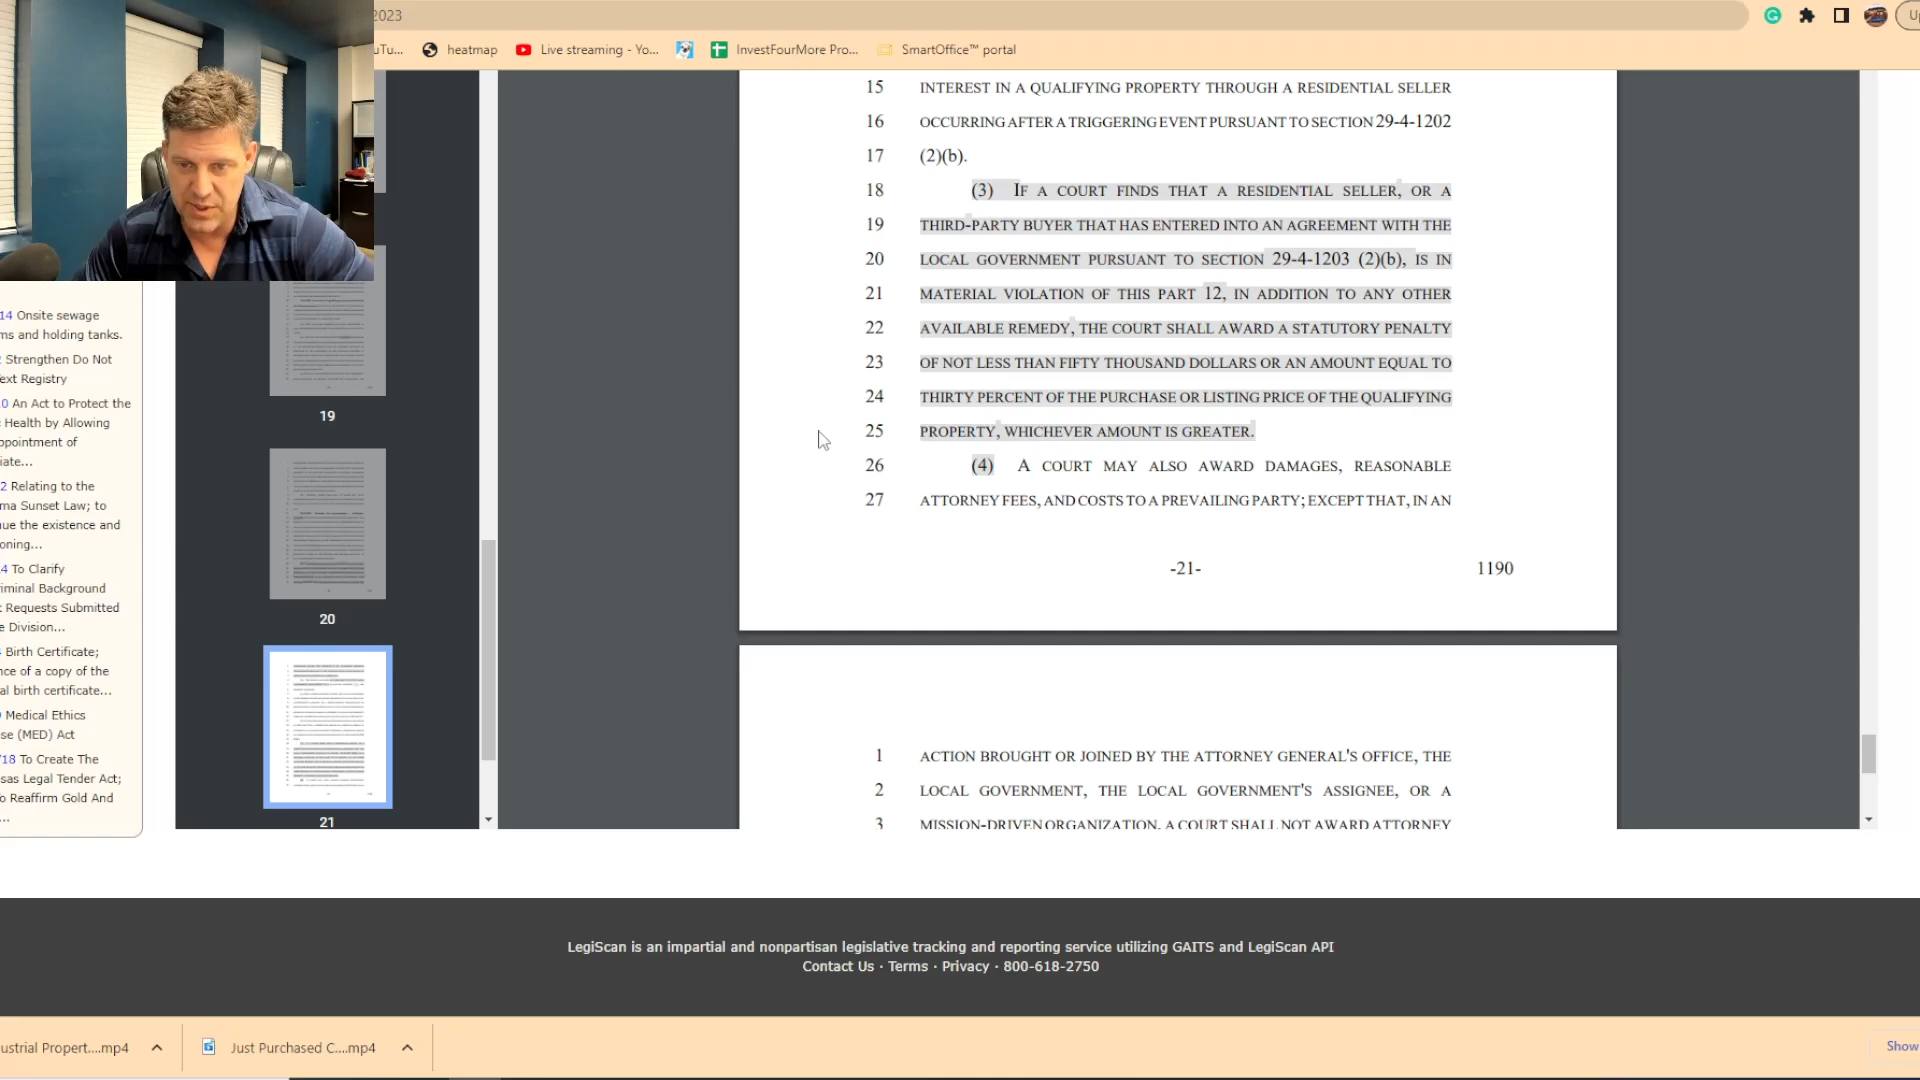 2023
uTu...
heatmap
Live streaming - Yo...
InvestFourMore Pro...
SmartOffice™ portal
14 Onsite sewage
ms and holding tanks.
Strengthen Do Not
ext Registry
0 An Act to Protect the
Health by Allowing
ppointment of
iate...
2 Relating to the
ma Sunset Law; to
nue the existence and
oning...
4 To Clarify
riminal Background
Requests Submitted
e Division...
Birth Certificate;
nce of a copy of the
al birth certificate...
Medical Ethics
se (MED) Act
718 To Create The
sas Legal Tender Act;
To Reaffirm Gold And
...
19
20
21
15 INTEREST IN A QUALIFYING PROPERTY THROUGH A RESIDENTIAL SELLER
16 OCCURRING AFTER A TRIGGERING EVENT PURSUANT TO SECTION 29-4-1202
17 (2)(b).
18 (3) IF A COURT FINDS THAT A RESIDENTIAL SELLER, OR A
19 THIRD-PARTY BUYER THAT HAS ENTERED INTO AN AGREEMENT WITH THE
20 LOCAL GOVERNMENT PURSUANT TO SECTION 29-4-1203 (2)(b), IS IN
21 MATERIAL VIOLATION OF THIS PART 12, IN ADDITION TO ANY OTHER
22 AVAILABLE REMEDY, THE COURT SHALL AWARD A STATUTORY PENALTY
23 OF NOT LESS THAN FIFTY THOUSAND DOLLARS OR AN AMOUNT EQUAL TO
24 THIRTY PERCENT OF THE PURCHASE OR LISTING PRICE OF THE QUALIFYING
25 PROPERTY, WHICHEVER AMOUNT IS GREATER.
26 (4) A COURT MAY ALSO AWARD DAMAGES, REASONABLE
27 ATTORNEY FEES, AND COSTS TO A PREVAILING PARTY; EXCEPT THAT, IN AN
-21- 1190
1 ACTION BROUGHT OR JOINED BY THE ATTORNEY GENERAL'S OFFICE, THE
2 LOCAL GOVERNMENT, THE LOCAL GOVERNMENT'S ASSIGNEE, OR A
3 MISSION-DRIVEN ORGANIZATION, A COURT SHALL NOT AWARD ATTORNEY
LegiScan is an impartial and nonpartisan legislative tracking and reporting service utilizing GAITS and LegiScan API
Contact Us · Terms · Privacy · 800-618-2750
ustrial Propert....mp4
Just Purchased C....mp4
Show